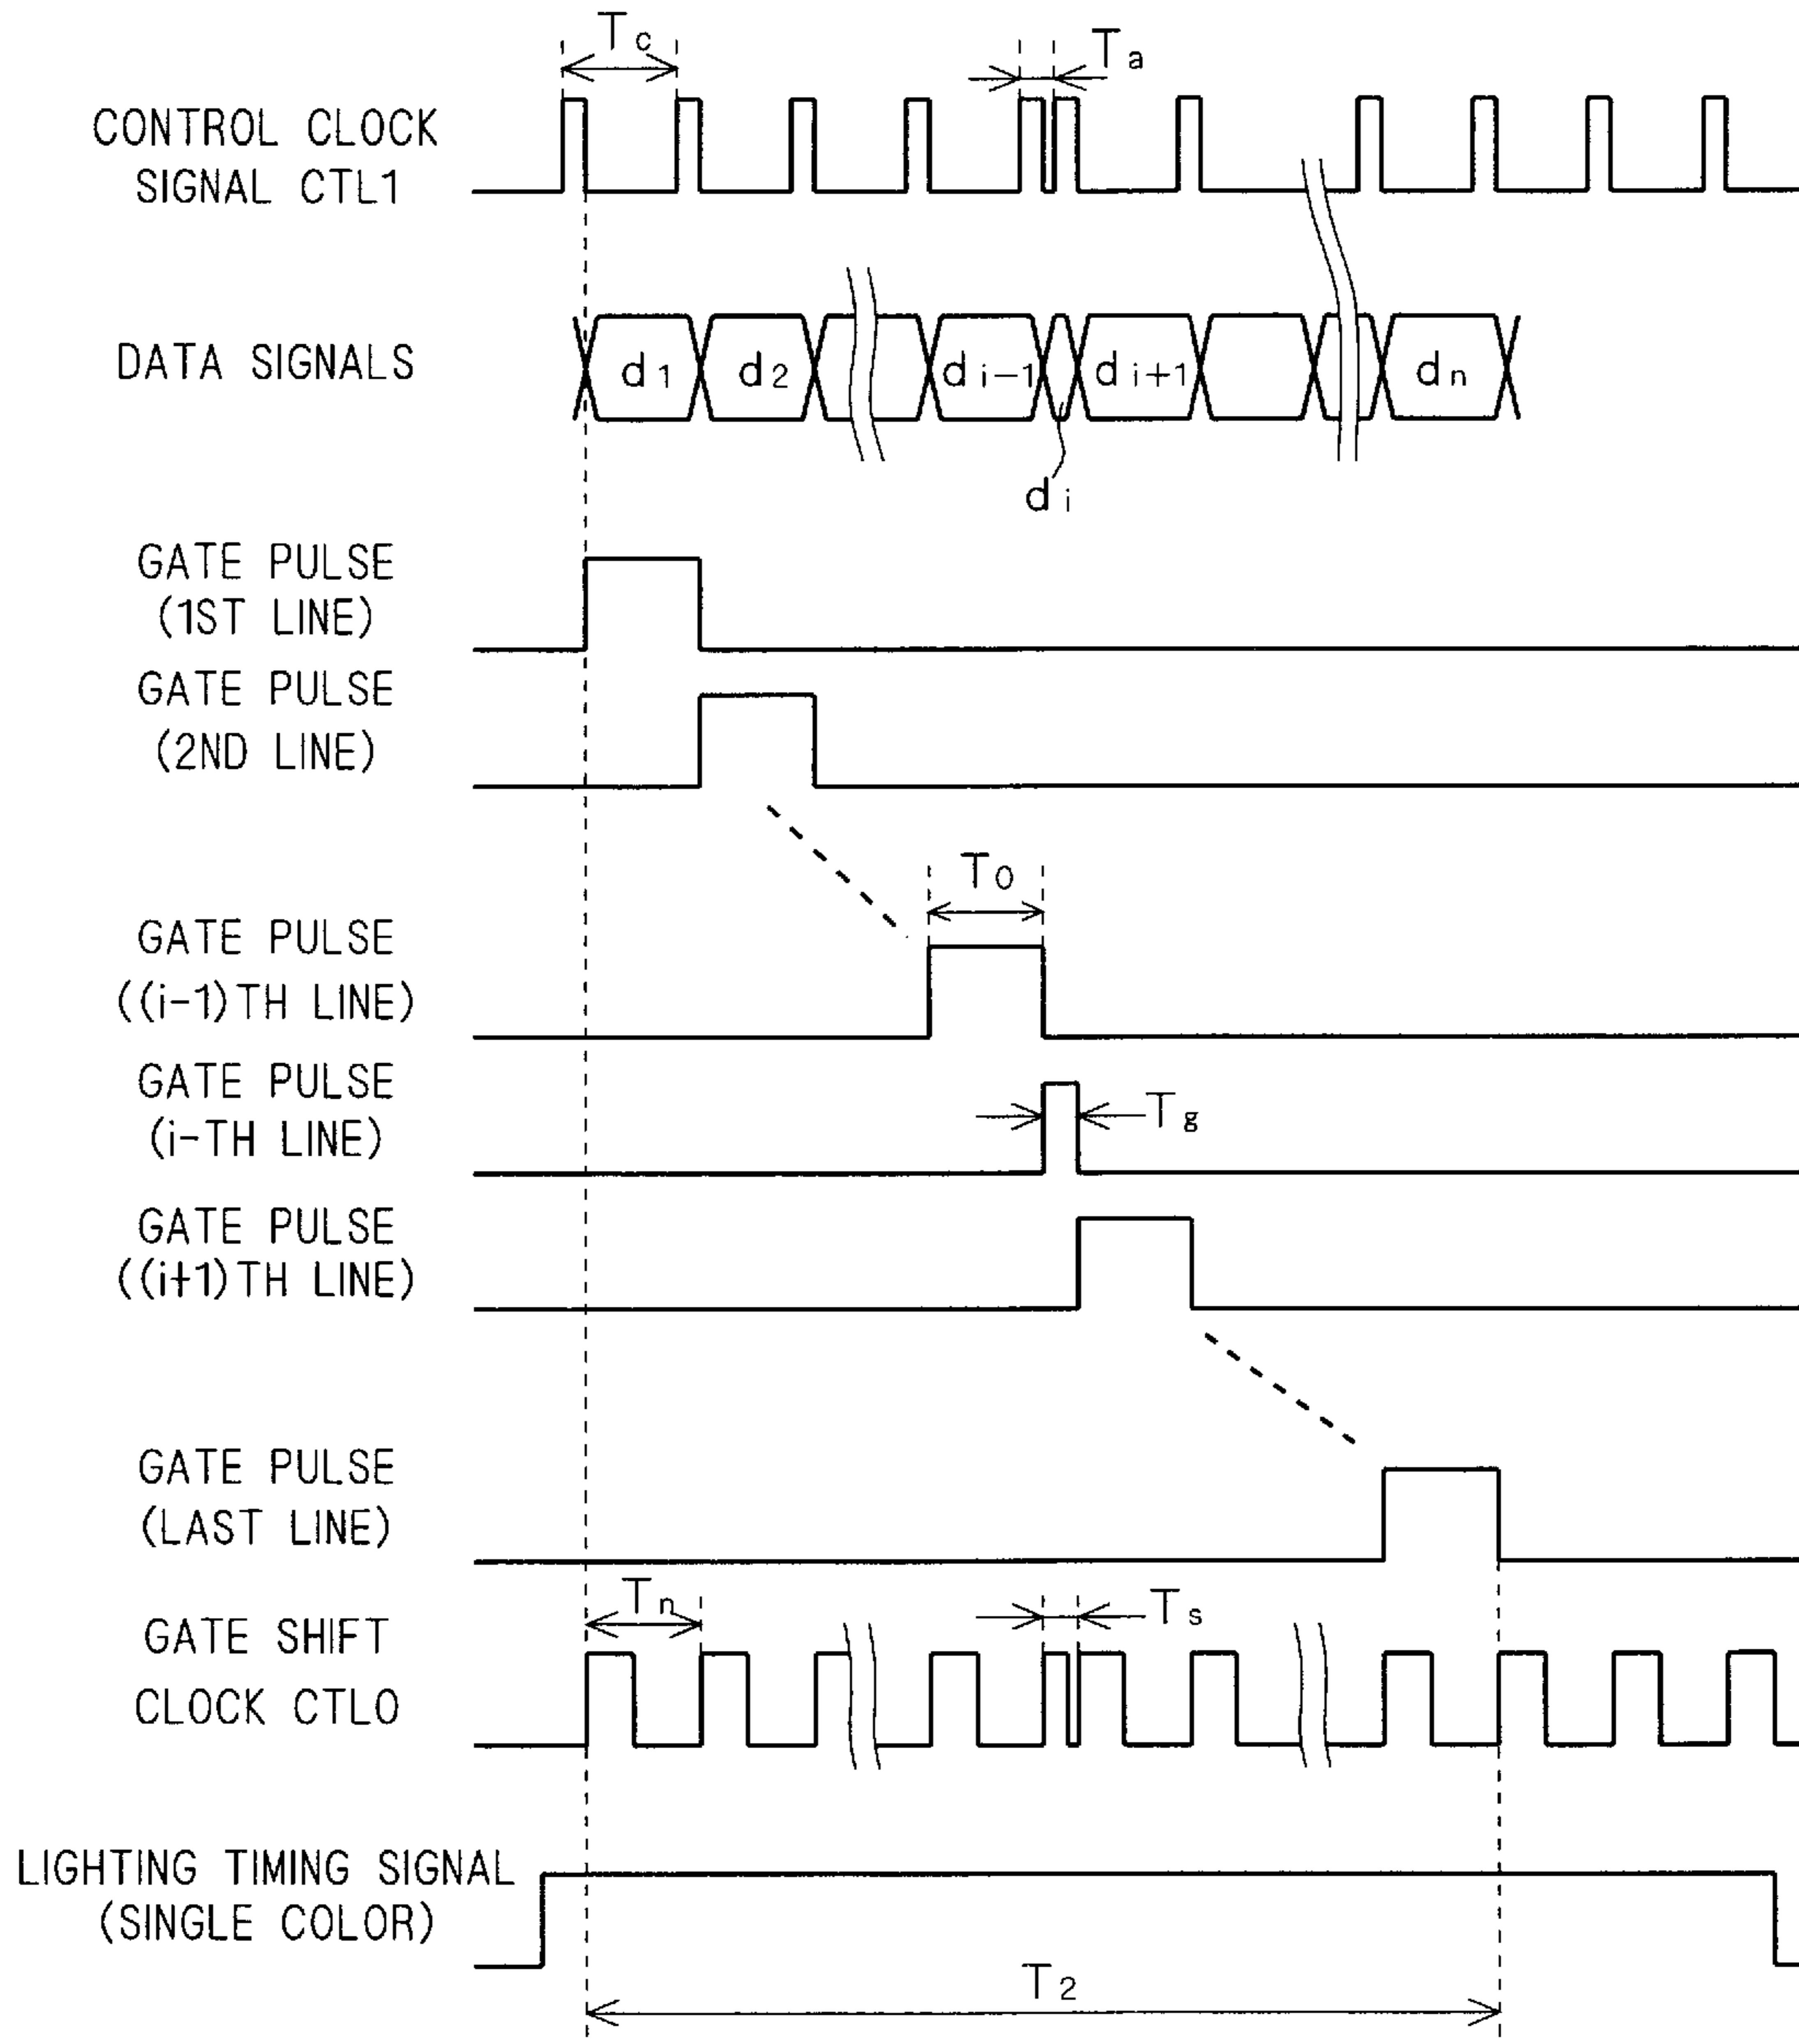 Tc
Ta
CONTROL CLOCK
SIGNAL CTL1
DATA SIGNALS
d1 d2 di-1 di+1 dn
di
GATE PULSE
(1ST LINE)
GATE PULSE
(2ND LINE)
T0
GATE PULSE
((i-1)TH LINE)
GATE PULSE
(i-TH LINE)
Tg
GATE PULSE
((i+1)TH LINE)
GATE PULSE
(LAST LINE)
Tn
Ts
GATE SHIFT
CLOCK CTL0
LIGHTING TIMING SIGNAL
(SINGLE COLOR)
T2